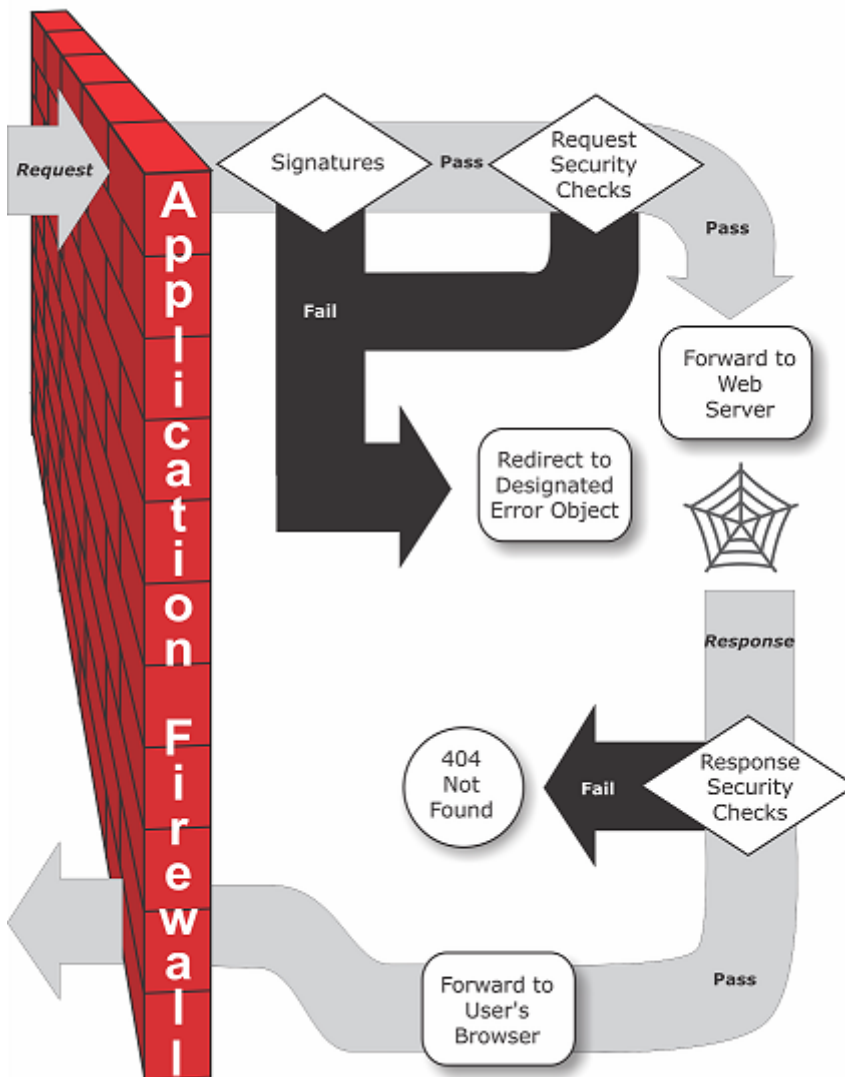 Request
Application Firewall
Signatures
Pass
Request
Security
Checks
Pass
Fail
Forward to
Web
Server
Redirect to
Designated
Error Object
Response
404
Not
Found
Fail
Response
Security
Checks
Pass
Forward to
User's
Browser